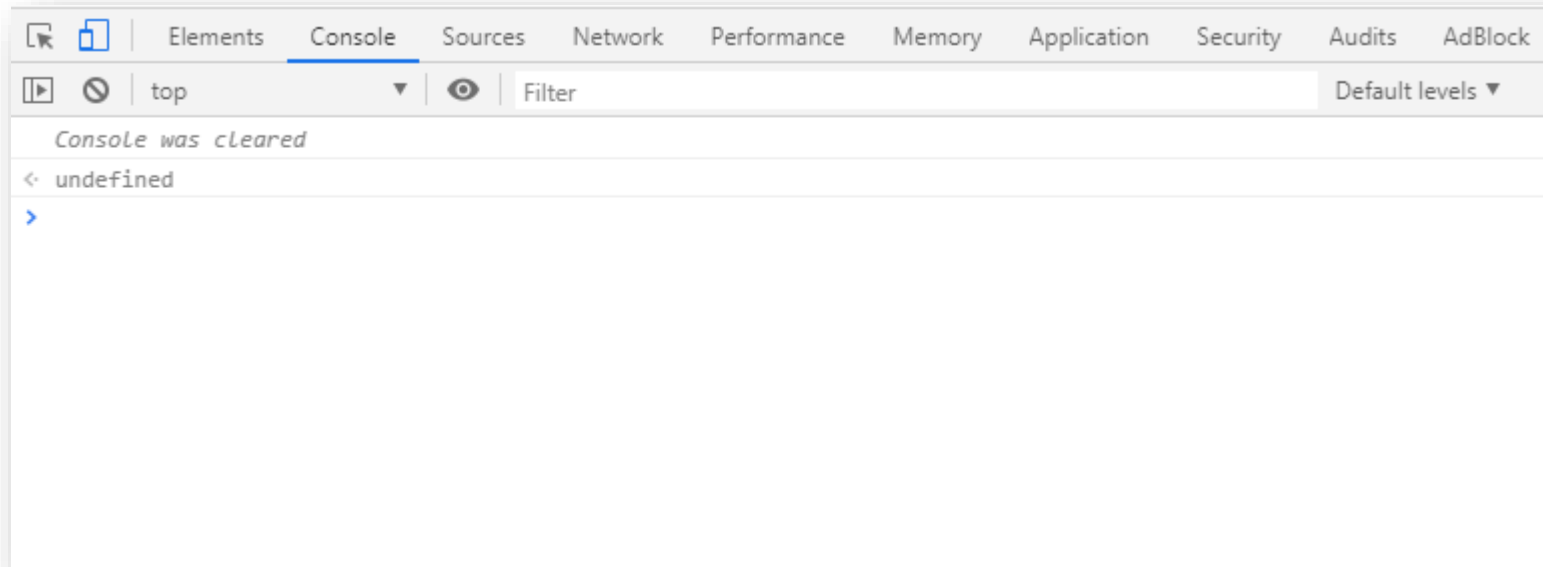 Elements Console Sources Network Performance Memory Application Security Audits AdBlock
top Filter Default levels
Console was cleared
undefined